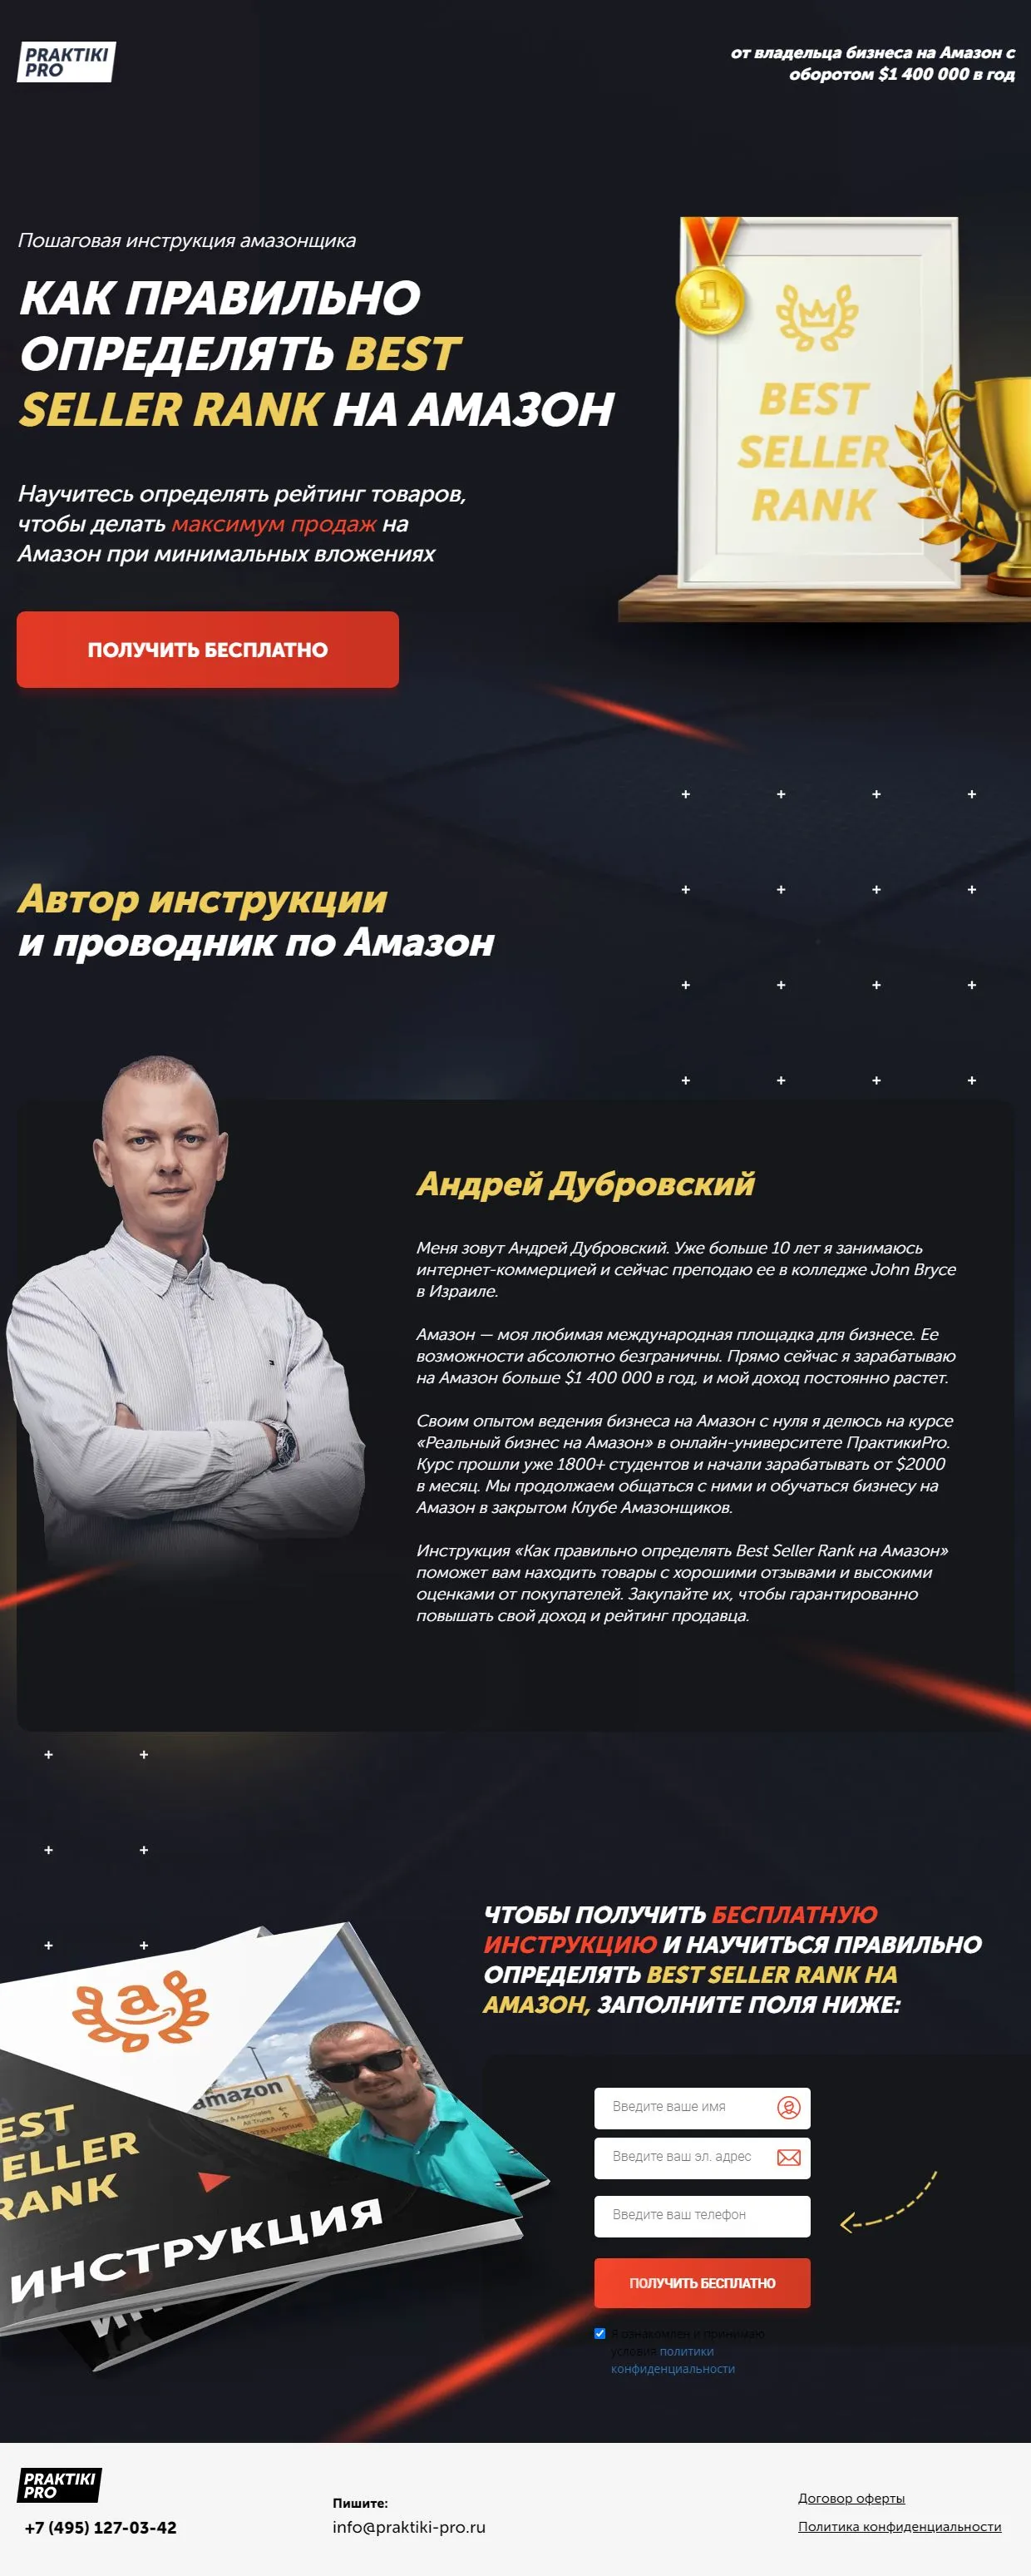 PRAKTIKI
PRO
от владельца бизнеса на Амазон с
оборотом $1 400 000 в год
Пошаговая инструкция амазонщика
КАК ПРАВИЛЬНО
ОПРЕДЕЛЯТЬ BEST
SELLER RANK НА АМАЗОН
1
BEST
SELLER
RANK
Научитесь определять рейтинг товаров,
чтобы делать максимум продаж на
Амазон при минимальных вложениях
ПОЛУЧИТЬ БЕСПЛАТНО
Автор инструкции
и проводник по Амазон
Андрей Дубровский
Меня зовут Андрей Дубровский. Уже больше 10 лет я занимаюсь
интернет-коммерцией и сейчас преподаю ее в колледже John Bryce
в Израиле.
Амазон — моя любимая международная площадка для бизнесе. Ее
возможности абсолютно безграничны. Прямо сейчас я зарабатываю
на Амазон больше $1 400 000 в год, и мой доход постоянно растет.
Своим опытом ведения бизнеса на Амазон с нуля я делюсь на курсе
«Реальный бизнес на Амазон» в онлайн-университете ПрактикиPro.
Курс прошли уже 1800+ студентов и начали зарабатывать от $2000
в месяц. Мы продолжаем общаться с ними и обучаться бизнесу на
Амазон в закрытом Клубе Амазонщиков.
Инструкция «Как правильно определять Best Seller Rank на Амазон»
поможет вам находить товары с хорошими отзывами и высокими
оценками от покупателей. Закупайте их, чтобы гарантированно
повышать свой доход и рейтинг продавца.
ЧТОБЫ ПОЛУЧИТЬ БЕСПЛАТНУЮ
ИНСТРУКЦИЮ И НАУЧИТЬСЯ ПРАВИЛЬНО
ОПРЕДЕЛЯТЬ BEST SELLER RANK НА
АМАЗОН, ЗАПОЛНИТЕ ПОЛЯ НИЖЕ:
a
amazon
EST
ELLER
RANK
ИНСТРУКЦИЯ
Введите ваше имя
Введите ваш эл. адрес
Введите ваш телефон
ПОЛУЧИТЬ БЕСПЛАТНО
Я ознакомлен и принимаю
условия политики
конфиденциальности
PRAKTIKI
PRO
+7 (495) 127-03-42
Пишите:
info@praktiki-pro.ru
Договор оферты
Политика конфиденциальности